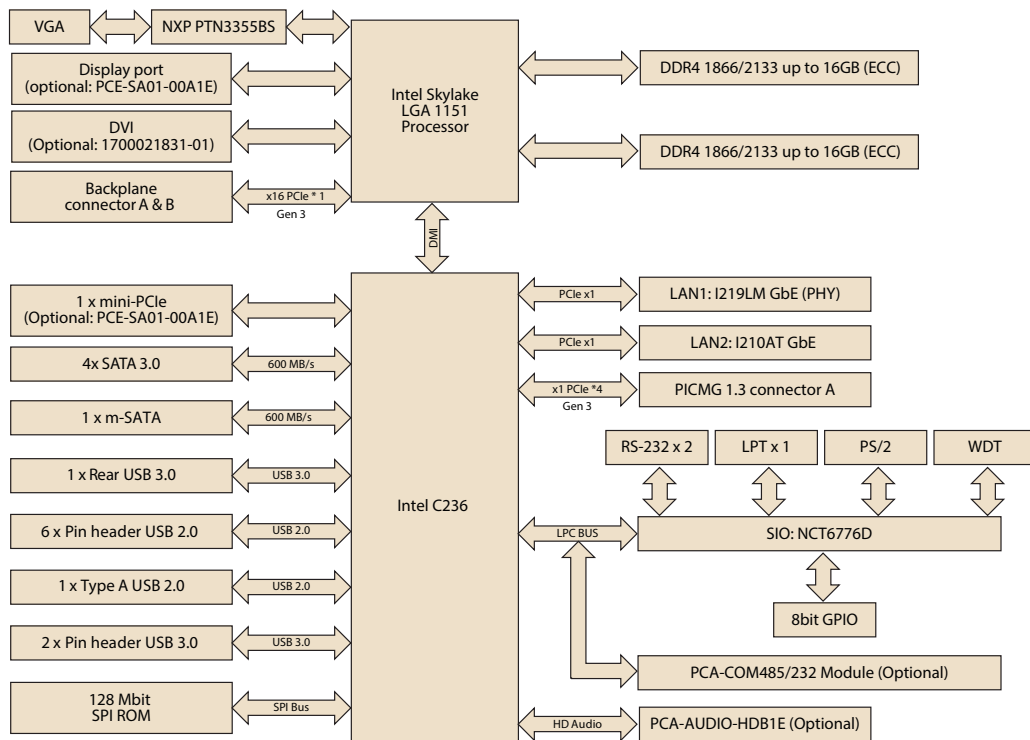 VGA
NXP PTN3355BS
Display port
(optional: PCE-SA01-00A1E)
DVI
(Optional: 1700021831-01)
Backplane
connector A & B
x16 PCIe * 1
Gen 3
Intel Skylake
LGA 1151
Processor
DDR4 1866/2133 up to 16GB (ECC)
DDR4 1866/2133 up to 16GB (ECC)
DMI
1 x mini-PCIe
(Optional: PCE-SA01-00A1E)
4x SATA 3.0
600 MB/s
1 x m-SATA
600 MB/s
1 x Rear USB 3.0
USB 3.0
6 x Pin header USB 2.0
USB 2.0
1 x Type A USB 2.0
USB 2.0
2 x Pin header USB 3.0
USB 3.0
128 Mbit
SPI ROM
SPI Bus
Intel C236
PCIe x1
LAN1: I219LM GbE (PHY)
PCIe x1
LAN2: I210AT GbE
x1 PCIe *4
Gen 3
PICMG 1.3 connector A
RS-232 x 2
LPT x 1
PS/2
WDT
LPC BUS
SIO: NCT6776D
8bit GPIO
PCA-COM485/232 Module (Optional)
HD Audio
PCA-AUDIO-HDB1E (Optional)